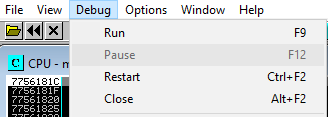 File View Debug Options Window Help
Run F9
Pause F12
C CPU - m
Restart Ctrl+F2
7756181C
7756181F
77561820
Close Alt+F2
77561825